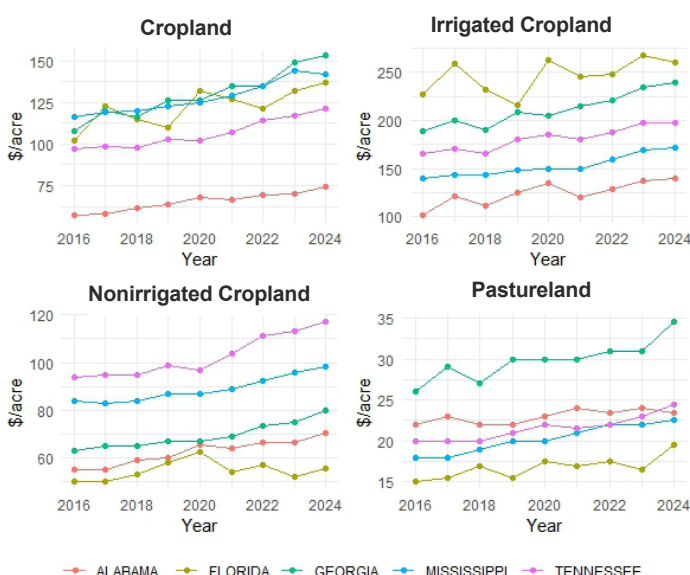 Cropland
Irrigated Cropland
150
125
100
75
$/acre
2016 2018 2020 2022 2024
Year
250
200
150
100
$/acre
2016 2018 2020 2022 2024
Year
Nonirrigated Cropland
Pastureland
120
100
80
60
$/acre
2016 2018 2020 2022 2024
Year
35
30
25
20
15
$/acre
2016 2018 2020 2022 2024
Year
ALABAMA FLORIDA GEORGIA MISSISSIPPI TENNESSEE